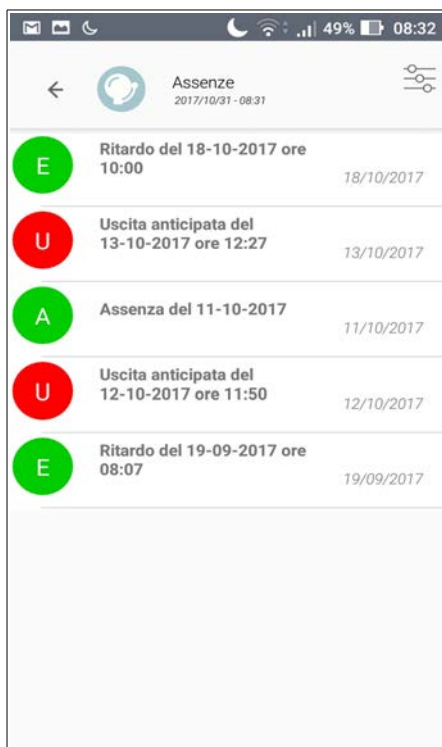 49% 08:32
Assenze
2017/10/31 - 08:31
E
Ritardo del 18-10-2017 ore
10:00
18/10/2017
U
Uscita anticipata del
13-10-2017 ore 12:27
13/10/2017
A
Assenza del 11-10-2017
11/10/2017
U
Uscita anticipata del
12-10-2017 ore 11:50
12/10/2017
E
Ritardo del 19-09-2017 ore
08:07
19/09/2017